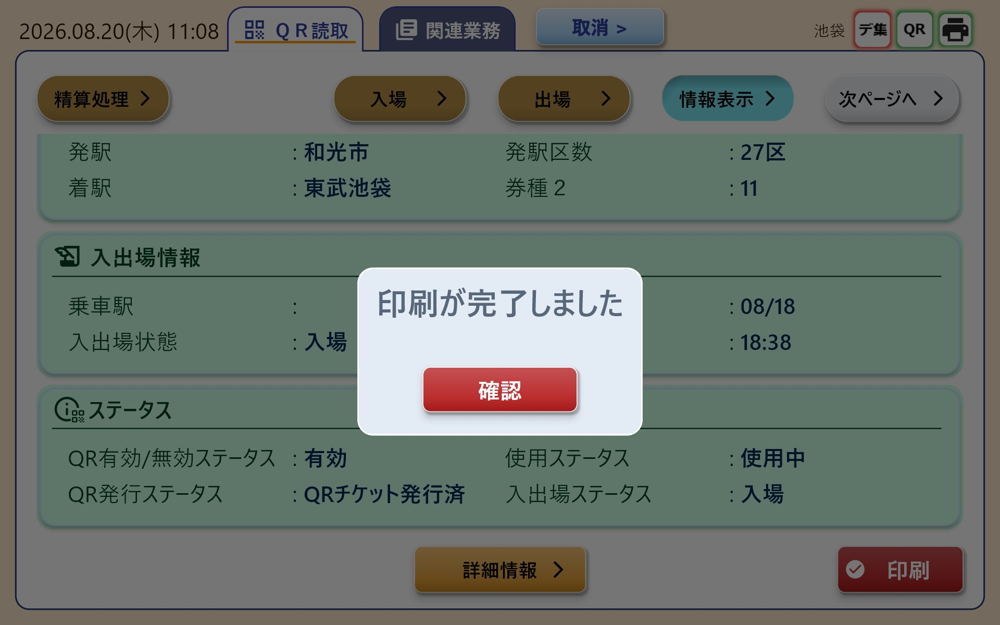 2026.08.20(木) 11:08
ＱＲ読取
関連業務
取消 >
池袋
デ集
QR
精算処理
入場
出場
情報表示
次ページへ
発駅 : 和光市 発駅区数 : 27区
着駅 : 東武池袋 券種２ : 11
入出場情報
乗車駅 : : 08/18
入出場状態 : 入場 : 18:38
印刷が完了しました
確認
ステータス
QR有効/無効ステータス : 有効 使用ステータス : 使用中
QR発行ステータス : QRチケット発行済 入出場ステータス : 入場
詳細情報
印刷